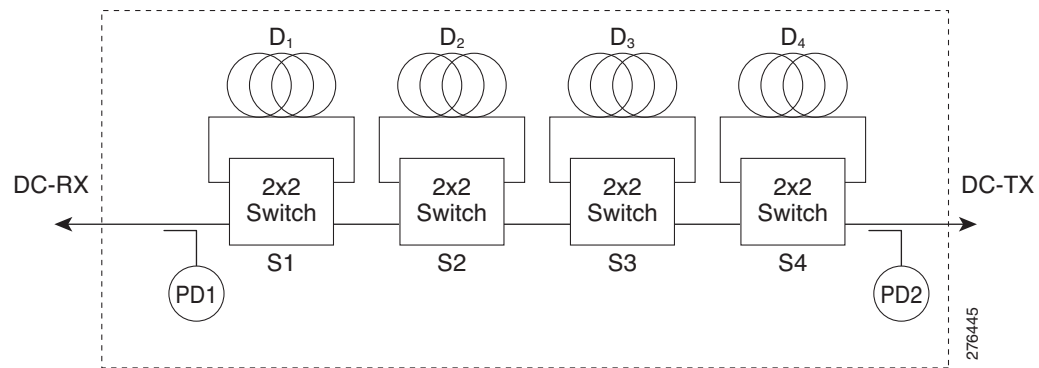 D₁ D₂ D₃ D₄
DC-RX
2x2
Switch
2x2
Switch
2x2
Switch
2x2
Switch
DC-TX
S1 S2 S3 S4
PD1 PD2
276445